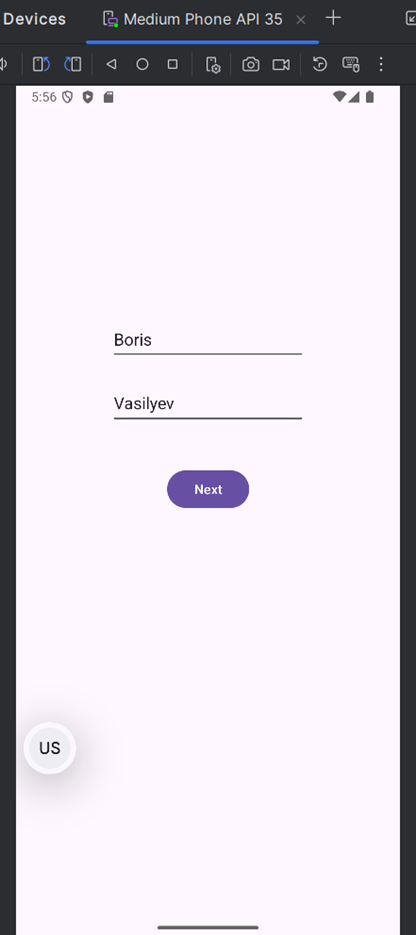 Devices
Medium Phone API 35
5:56
Boris
Vasilyev
Next
US